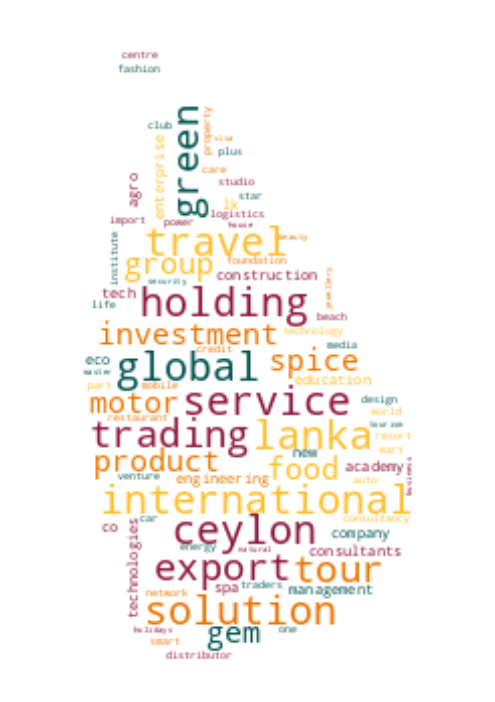 centre
fashion
green
property
visa
club
enterprise
plus
care
agro
studio
star
lk
import
power
logistics
house
institute
travel
beauty
group
foundation
security
construction
jewellery
tech
life
holding
beach
investment
technology
media
credit
eco
global
spice
master
part
mobile
education
motor
service
design
world
restaurant
tourism
trading
lanka
resort
new
mart
product
food
academy
business
venture
engineering
auto
international
co
car
ceylon
consultancy
company
technologies
energy
natural
consultants
export
tour
network
spa
traders
management
solution
holidays
gem
one
smart
distributor